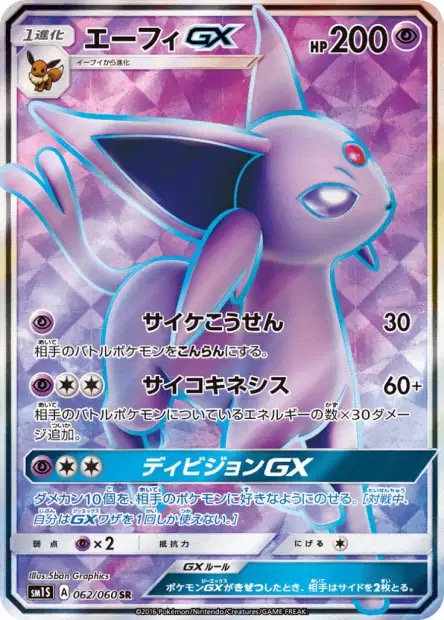 1進化
エーフィGX
HP200
イーブイから進化
サイケこうせん 30
相手のバトルポケモンをこんらんにする。
サイコキネシス 60+
相手のバトルポケモンについているエネルギーの数×30ダメ
ージ追加。
ディビジョンGX
ダメカン10個を、相手のポケモンに好きなようにのせる。[対戦中、
自分はGXワザを1回しか使えない。]
弱点 ×2 抵抗力 にげる
GXルール
Illus.5ban Graphics
ポケモンGXがきぜつしたとき、相手はサイドを2枚とる。
SM1S A 062/060 SR
©2016 Pokémon/Nintendo/Creatures/GAME FREAK.